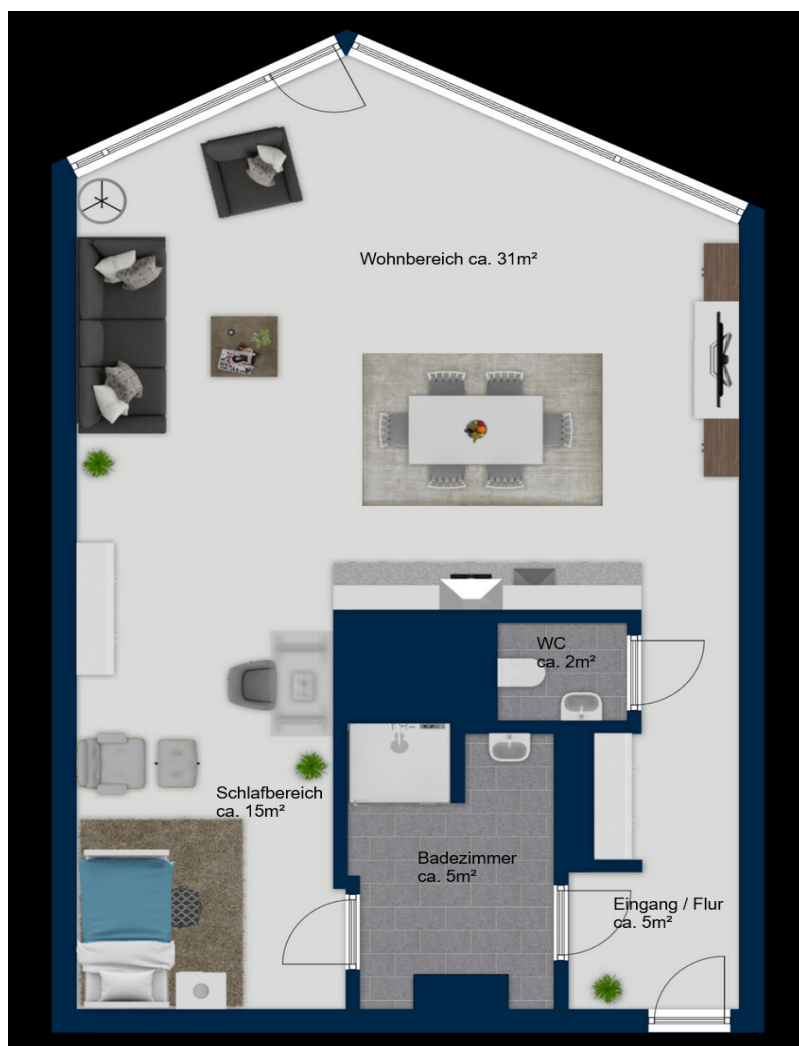 Wohnbereich ca. 31m²
WC
ca. 2m²
Schlafbereich
ca. 15m²
Badezimmer
ca. 5m²
Eingang / Flur
ca. 5m²